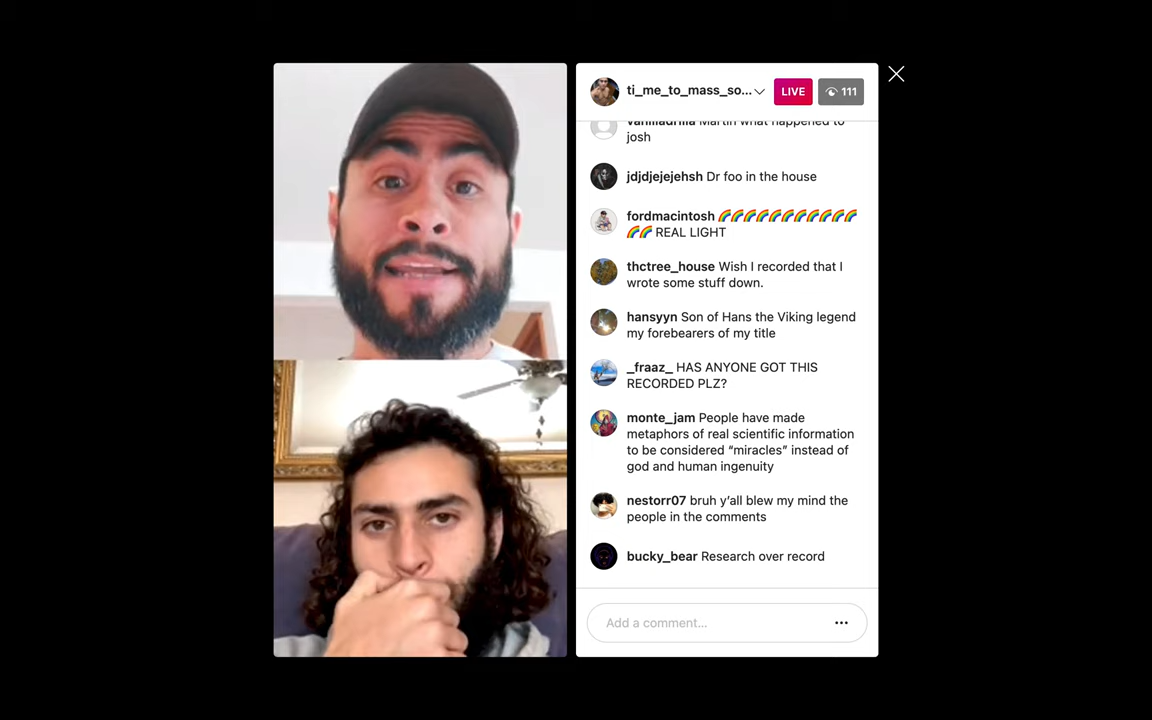 ti_me_to_mass_so...
LIVE
111
vanilladrilla Martin what happened to
josh
jdjdjejejehsh Dr foo in the house
fordmacintosh 🌈🌈🌈🌈🌈🌈🌈🌈🌈🌈🌈
🌈🌈 REAL LIGHT
thctree_house Wish I recorded that I
wrote some stuff down.
hansyyn Son of Hans the Viking legend
my forebearers of my title
_fraaz_ HAS ANYONE GOT THIS
RECORDED PLZ?
monte_jam People have made
metaphors of real scientific information
to be considered “miracles” instead of
god and human ingenuity
nestorr07 bruh y’all blew my mind the
people in the comments
bucky_bear Research over record
Add a comment...